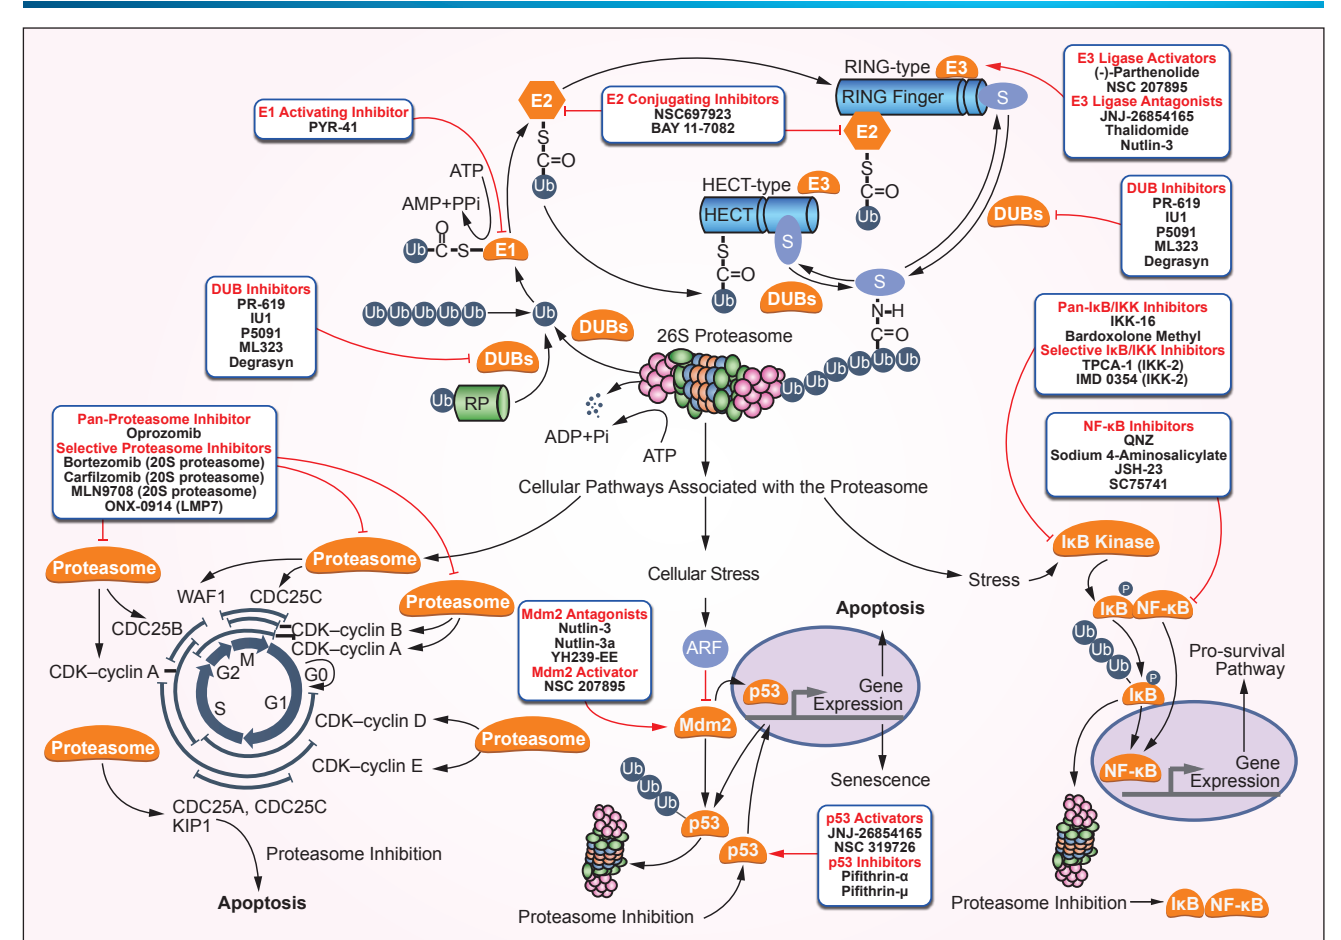 RING-type
E3
RING Finger
S
E2
S
C=O
Ub
E3 Ligase Activators
(-)-Parthenolide
NSC 207895
E3 Ligase Antagonists
JNJ-26854165
Thalidomide
Nutlin-3
E2
S
C=O
Ub
E2 Conjugating Inhibitors
NSC697923
BAY 11-7082
E1 Activating Inhibitor
PYR-41
E2
S
C=O
Ub
ATP
AMP+PPi
O
Ub
C
S
E1
HECT-type
E3
HECT
S
S
C=O
Ub
DUBs
S
N-H
C=O
DUBs
DUB Inhibitors
PR-619
IU1
P5091
ML323
Degrasyn
DUB Inhibitors
PR-619
IU1
P5091
ML323
Degrasyn
Ub Ub Ub Ub Ub
Ub
DUBs
DUBs
Ub
RP
26S Proteasome
Ub Ub Ub Ub Ub Ub
ADP+Pi
ATP
Pan-IκB/IKK Inhibitors
IKK-16
Bardoxolone Methyl
Selective IκB/IKK Inhibitors
TPCA-1 (IKK-2)
IMD 0354 (IKK-2)
NF-κB Inhibitors
QNZ
Sodium 4-Aminosalicylate
JSH-23
SC75741
Pan-Proteasome Inhibitor
Oprozomib
Selective Proteasome Inhibitors
Bortezomib (20S proteasome)
Carfilzomib (20S proteasome)
MLN9708 (20S proteasome)
ONX-0914 (LMP7)
Cellular Pathways Associated with the Proteasome
Proteasome
Proteasome
Proteasome
WAF1
CDC25C
CDC25B
CDK–cyclin B
CDK–cyclin A
CDK–cyclin A
G2
M
G0
S
G1
CDK–cyclin D
CDK–cyclin E
Proteasome
Proteasome
CDC25A, CDC25C
KIP1
Proteasome Inhibition
Apoptosis
Cellular Stress
ARF
Mdm2 Antagonists
Nutlin-3
Nutlin-3a
YH239-EE
Mdm2 Activator
NSC 207895
Mdm2
Apoptosis
p53
Gene
Expression
Senescence
Ub
Ub
Ub
p53
p53
p53 Activators
JNJ-26854165
NSC 319726
p53 Inhibitors
Pifithrin-α
Pifithrin-μ
Proteasome Inhibition
Stress
IκB Kinase
P
IκB
NF-κB
Ub
Ub
Ub
P
IκB
Pro-survival
Pathway
NF-κB
Gene
Expression
Proteasome Inhibition
IκB
NF-κB